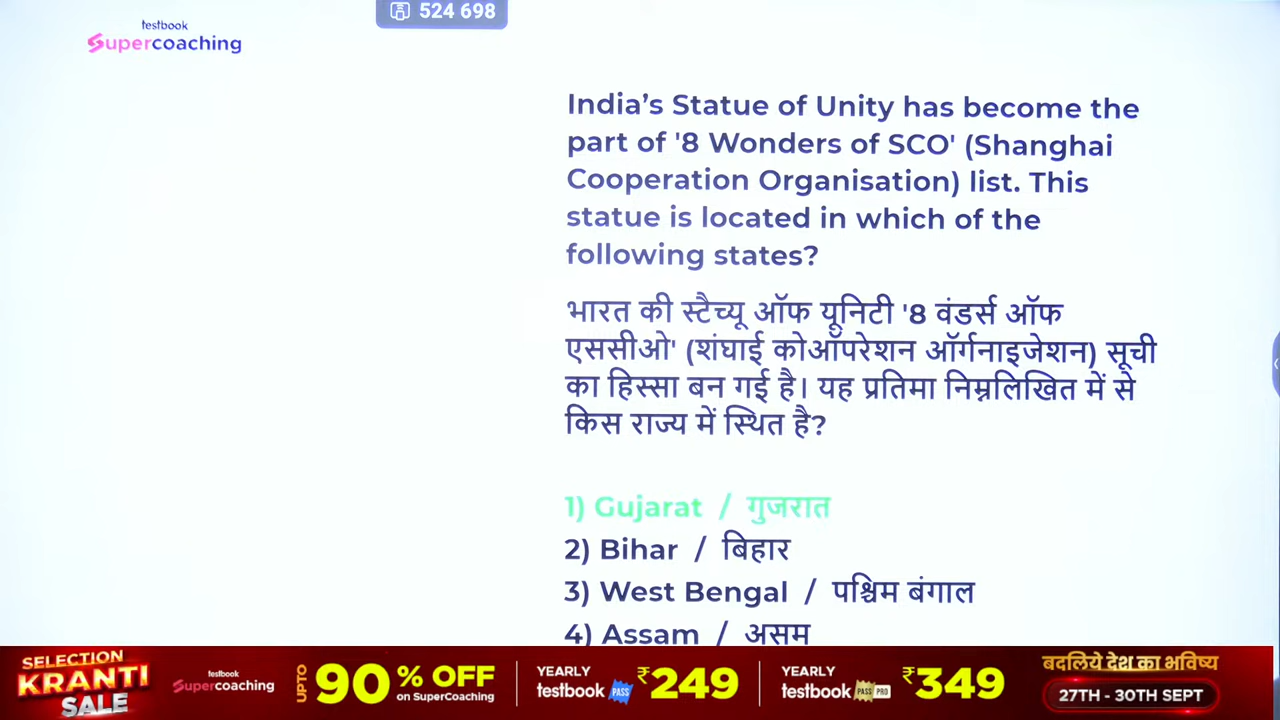 testbook
Supercoaching
524 698
India's Statue of Unity has become the
part of '8 Wonders of SCO' (Shanghai
Cooperation Organisation) list. This
statue is located in which of the
following states?
भारत की स्टैच्यू ऑफ यूनिटी '8 वंडर्स ऑफ
एससीओ' (शंघाई कोऑपरेशन ऑर्गनाइजेशन) सूची
का हिस्सा बन गई है। यह प्रतिमा निम्नलिखित में से
किस राज्य में स्थित है?
1) Gujarat / गुजरात
2) Bihar / बिहार
3) West Bengal / पश्चिम बंगाल
4) Assam / असम
SELECTION
KRANTI
SALE
testbook
Supercoaching
UPTO 90% OFF
on SuperCoaching
YEARLY
testbook PASS
₹249
YEARLY
testbook PASS PRO
₹349
बदलिये देश का भविष्य
27TH - 30TH SEPT